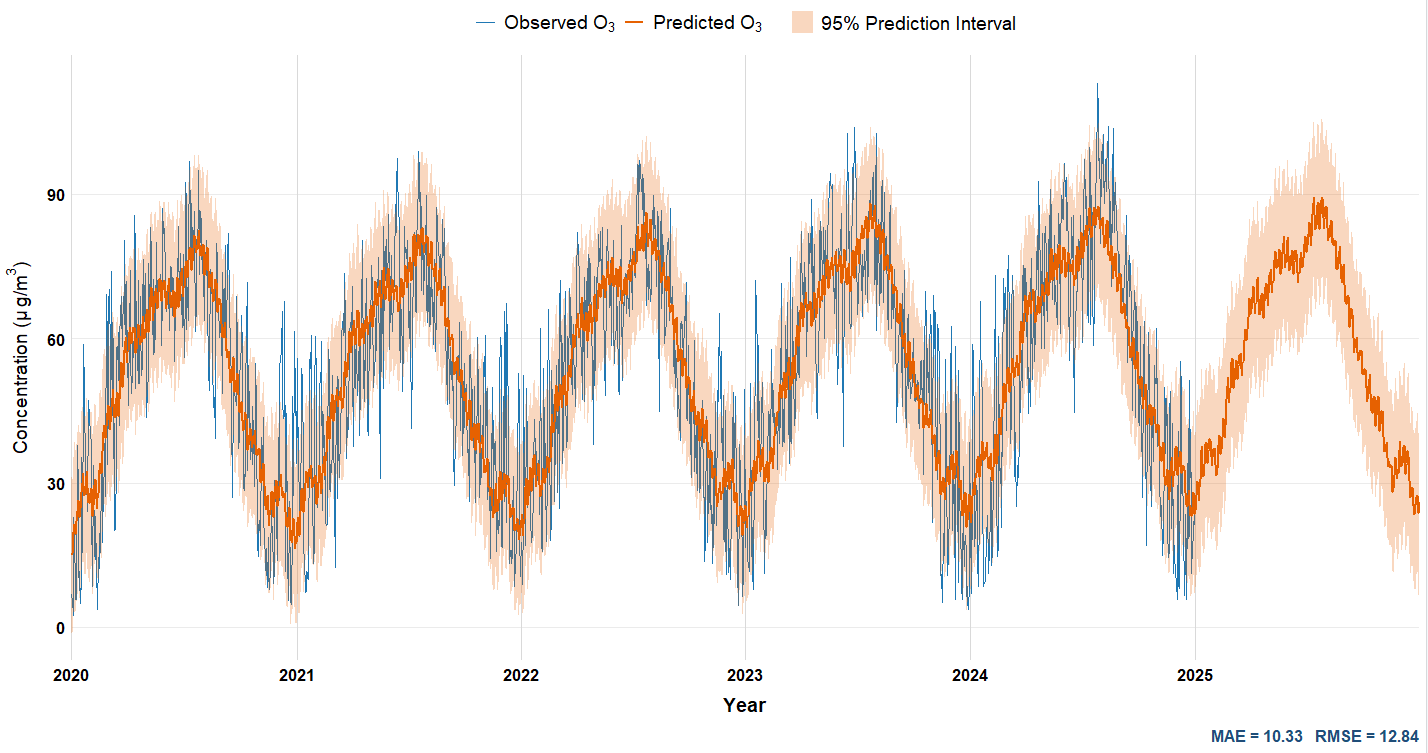 Observed O₃ Predicted O₃ 95% Prediction Interval
Concentration (μ g/m³)
90
60
30
0
2020 2021 2022 2023 2024 2025
Year
MAE = 10.33 RMSE = 12.84